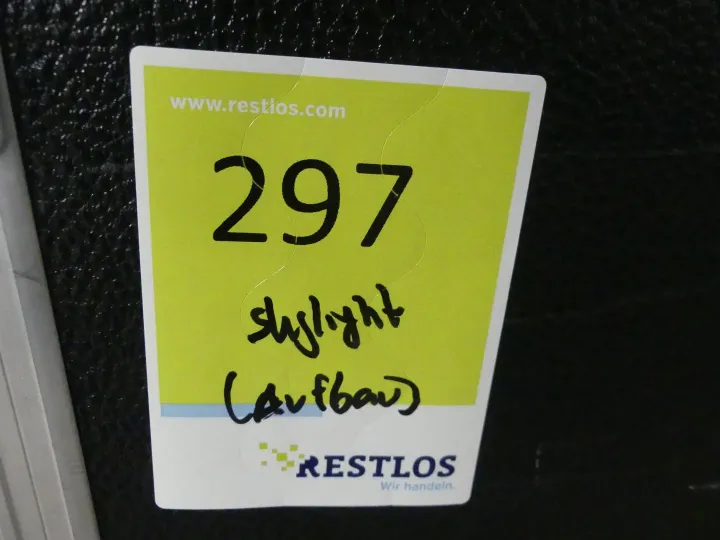 www.restlos.com
297
Skylight
(Aufbau)
RESTLOS
Wir handeln.